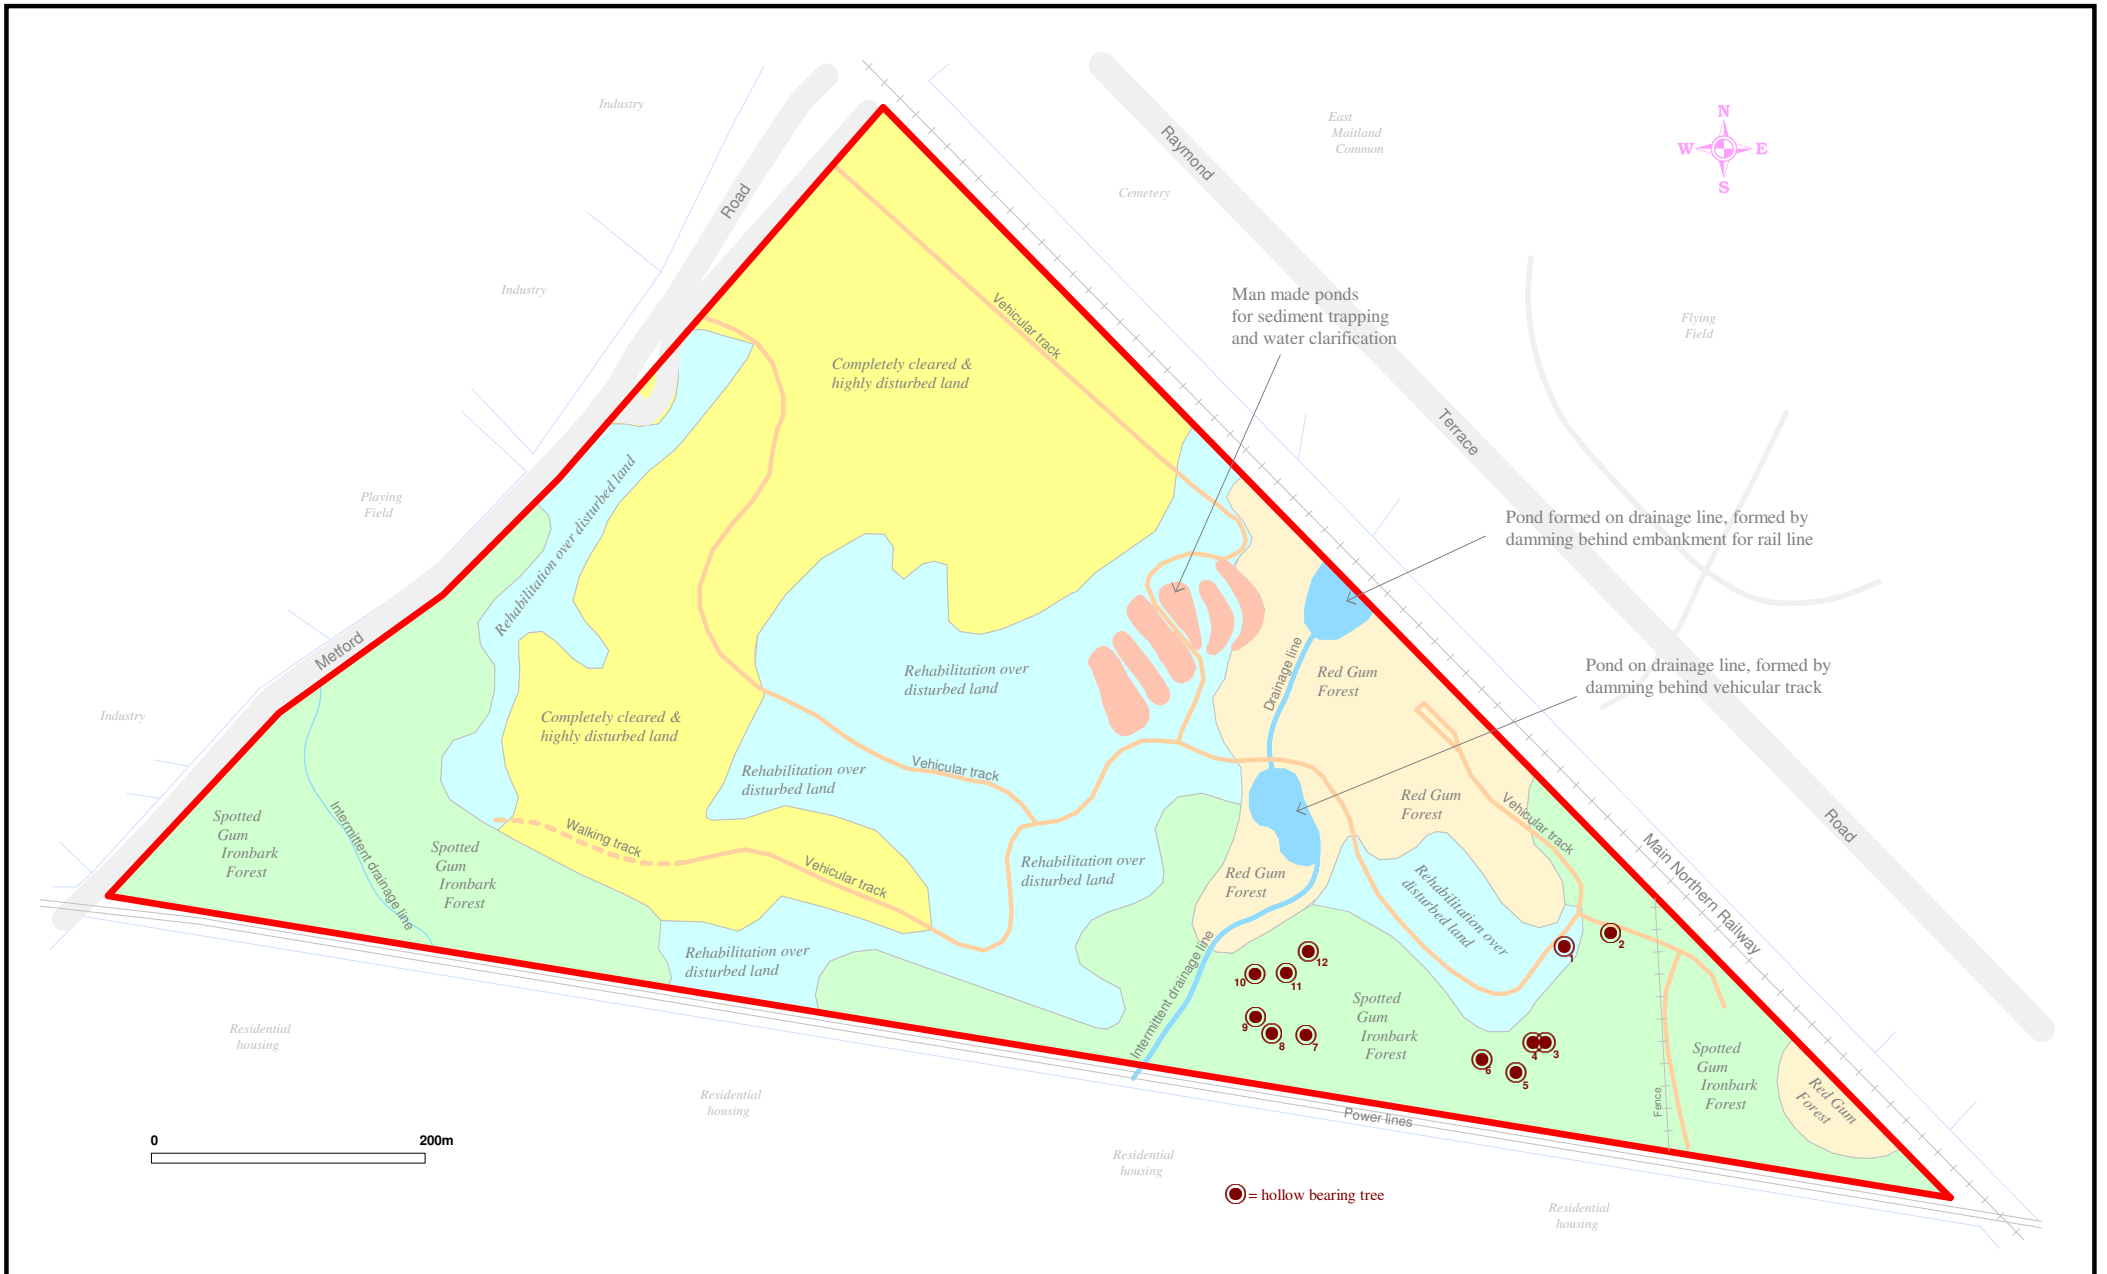 Industry
East
Maitland
Common
N
W E
S
Raymond
Cemetery
Road
Industry
Man made ponds
for sediment trapping
and water clarification
Vehicular track
Flying
Field
Completely cleared &
highly disturbed land
Terrace
Playing
Field
Rehabilitation over disturbed land
Pond formed on drainage line, formed by
damming behind embankment for rail line
Metford
Drainage line
Red Gum
Forest
Rehabilitation over
disturbed land
Pond on drainage line, formed by
damming behind vehicular track
Industry
Completely cleared &
highly disturbed land
Rehabilitation over
disturbed land
Vehicular track
Red Gum
Forest
Vehicular track
Road
Spotted
Gum
Ironbark
Forest
Intermittent drainage line
Spotted
Gum
Ironbark
Forest
Walking track
Vehicular track
Rehabilitation over
disturbed land
Red Gum
Forest
Rehabilitation over
disturbed land
Main Northern Railway
Rehabilitation over
disturbed land
Intermittent drainage line
1
2
12
10
11
9
8
7
Spotted
Gum
Ironbark
Forest
4
3
6
5
Spotted
Gum
Ironbark
Forest
Red Gum
Forest
Fence
Residential
housing
Residential
housing
Power lines
0 200m
Residential
housing
= hollow bearing tree
Residential
housing